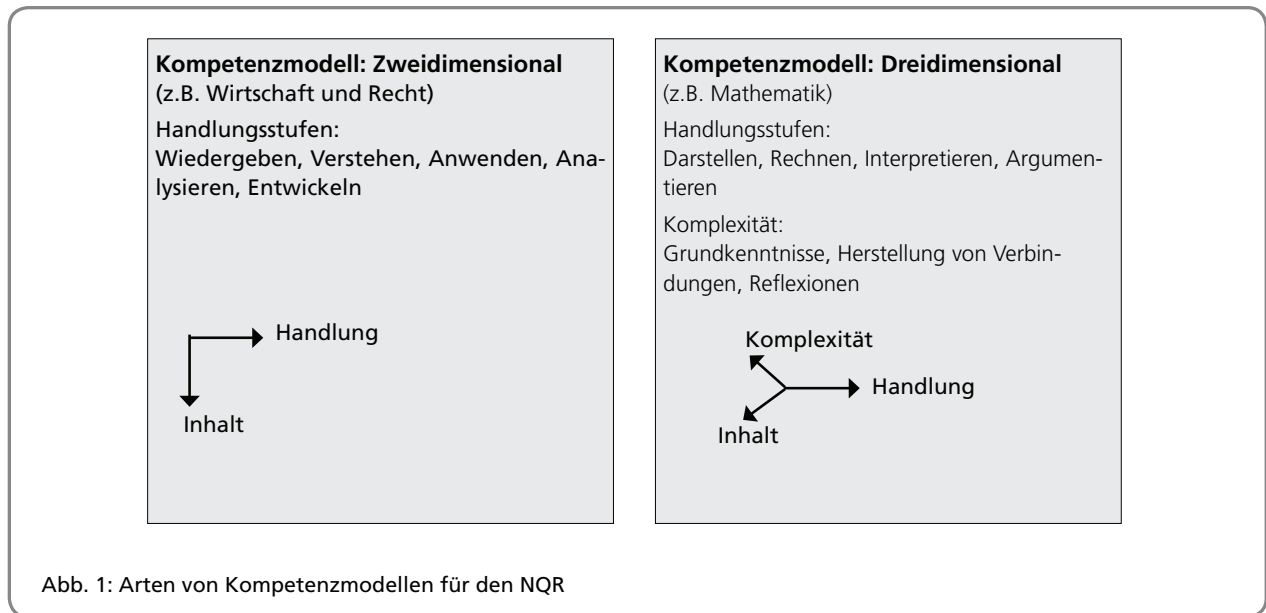 Kompetenzmodell: Zweidimensional
(z.B. Wirtschaft und Recht)
Handlungsstufen:
Wiedergeben, Verstehen, Anwenden, Ana-
lysieren, Entwickeln
Handlung
Inhalt
Kompetenzmodell: Dreidimensional
(z.B. Mathematik)
Handlungsstufen:
Darstellen, Rechnen, Interpretieren, Argumen-
tieren
Komplexität:
Grundkenntnisse, Herstellung von Verbin-
dungen, Reflexionen
Komplexität
Handlung
Inhalt
Abb. 1: Arten von Kompetenzmodellen für den NQR